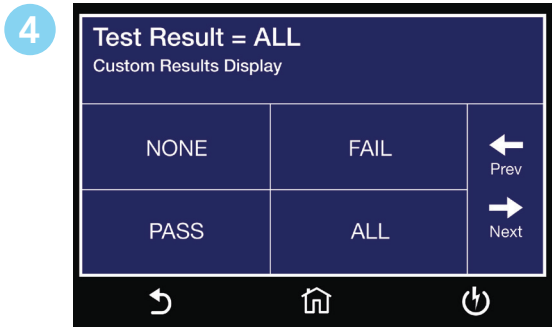 4
Test Result = ALL
Custom Results Display
NONE
FAIL
Prev
PASS
ALL
Next